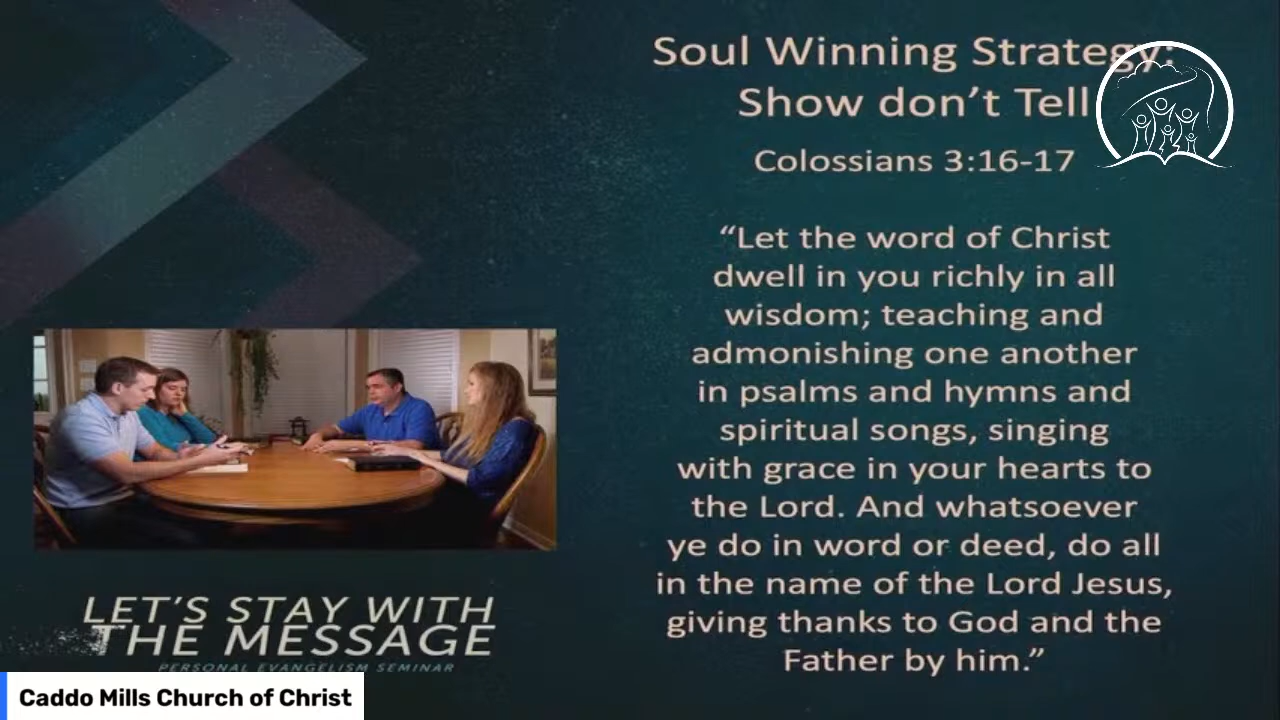 Soul Winning Strategy:
Show don't Tell
Colossians 3:16-17
“Let the word of Christ
dwell in you richly in all
wisdom; teaching and
admonishing one another
in psalms and hymns and
spiritual songs, singing
with grace in your hearts to
the Lord. And whatsoever
ye do in word or deed, do all
in the name of the Lord Jesus,
giving thanks to God and the
Father by him.”
LET'S STAY WITH
THE MESSAGE
PERSONAL EVANGELISM SEMINAR
Caddo Mills Church of Christ